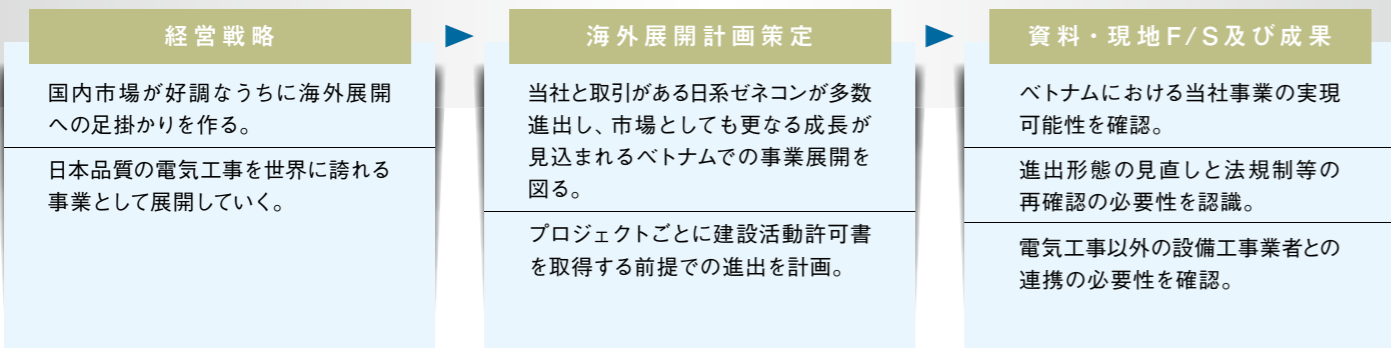 経営戦略
国内市場が好調なうちに海外展開
への足掛かりを作る。
日本品質の電気工事を世界に誇れる
事業として展開していく。
海外展開計画策定
当社と取引がある日系ゼネコンが多数
進出し、市場としても更なる成長が
見込まれるベトナムでの事業展開を
図る。
プロジェクトごとに建設活動許可書
を取得する前提での進出を計画。
資料・現地F/S及び成果
ベトナムにおける当社事業の実現
可能性を確認。
進出形態の見直しと法規制等の
再確認の必要性を認識。
電気工事以外の設備工事業者との
連携の必要性を確認。